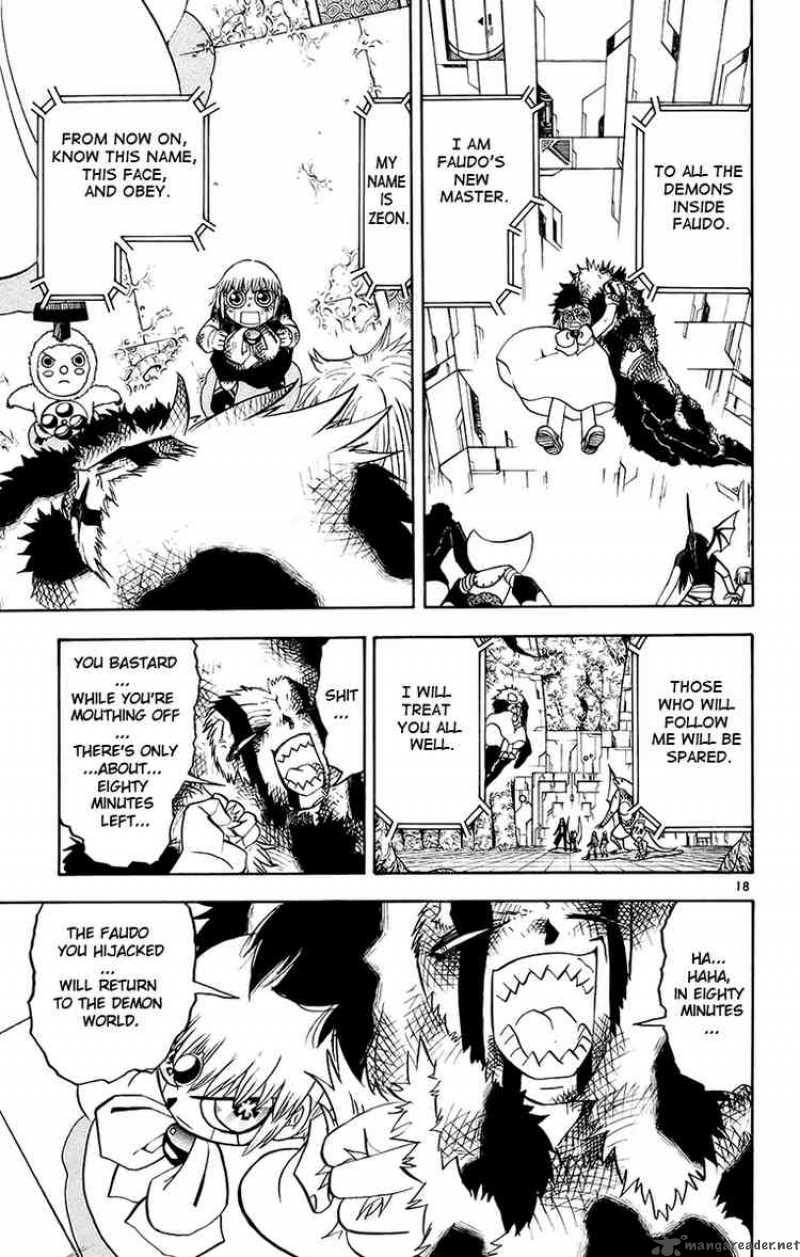 TO ALL THE
DEMONS
INSIDE
FAUDO.
I AM
FAUDO'S
NEW
MASTER.
MY
NAME
IS
ZEON.
FROM NOW ON,
KNOW THIS NAME,
THIS FACE,
AND OBEY.
THOSE
WHO WILL
FOLLOW
ME WILL BE
SPARED.
I WILL
TREAT
YOU ALL
WELL.
SHIT
...
YOU BASTARD
...
WHILE YOU'RE
MOUTHING OFF
...
THERE'S ONLY
...ABOUT...
EIGHTY
MINUTES
LEFT...
18
HA...
HAHA,
IN EIGHTY
MINUTES
...
THE FAUDO
YOU HIJACKED
...
WILL RETURN
TO THE DEMON
WORLD.
mangareader.net